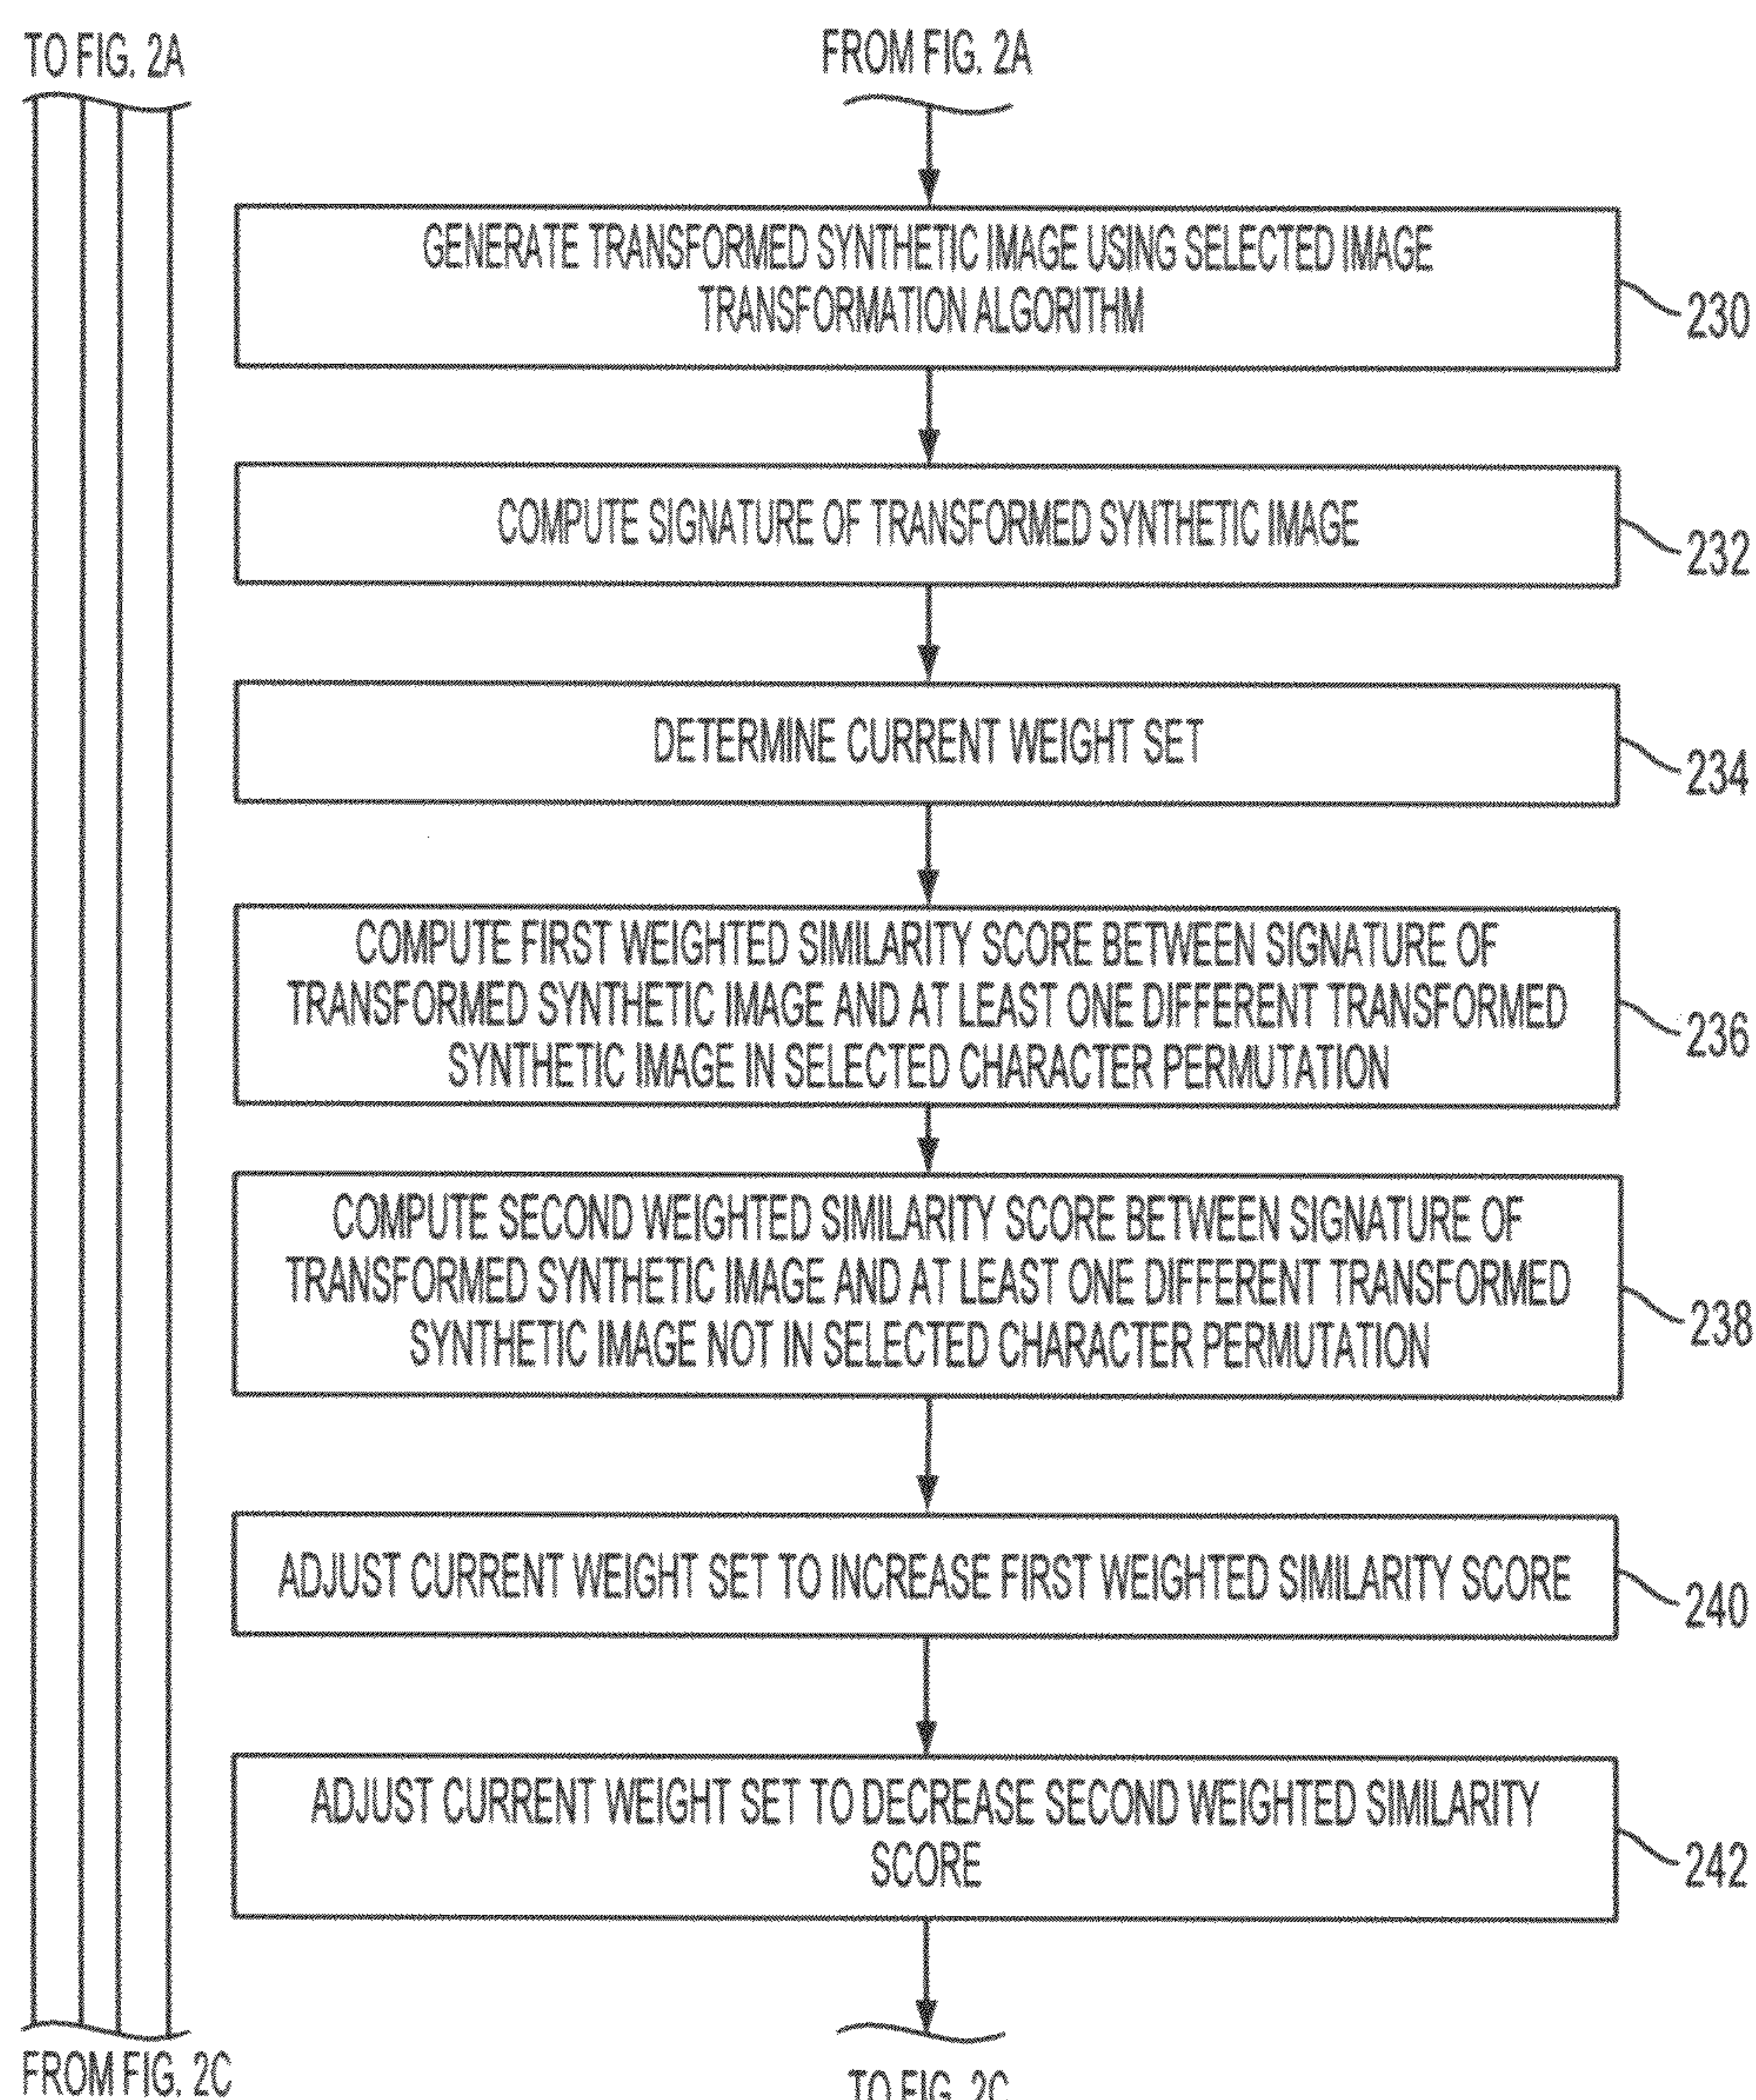 TO FIG. 2A
FROM FIG. 2A
GENERATE TRANSFORMED SYNTHETIC IMAGE USING SELECTED IMAGE
TRANSFORMATION ALGORITHM
230
COMPUTE SIGNATURE OF TRANSFORMED SYNTHETIC IMAGE
232
DETERMINE CURRENT WEIGHT SET
234
COMPUTE FIRST WEIGHTED SIMILARITY SCORE BETWEEN SIGNATURE OF
TRANSFORMED SYNTHETIC IMAGE AND AT LEAST ONE DIFFERENT TRANSFORMED
SYNTHETIC IMAGE IN SELECTED CHARACTER PERMUTATION
236
COMPUTE SECOND WEIGHTED SIMILARITY SCORE BETWEEN SIGNATURE OF
TRANSFORMED SYNTHETIC IMAGE AND AT LEAST ONE DIFFERENT TRANSFORMED
SYNTHETIC IMAGE NOT IN SELECTED CHARACTER PERMUTATION
238
ADJUST CURRENT WEIGHT SET TO INCREASE FIRST WEIGHTED SIMILARITY SCORE
240
ADJUST CURRENT WEIGHT SET TO DECREASE SECOND WEIGHTED SIMILARITY
SCORE
242
FROM FIG. 2C
TO FIG. 2C